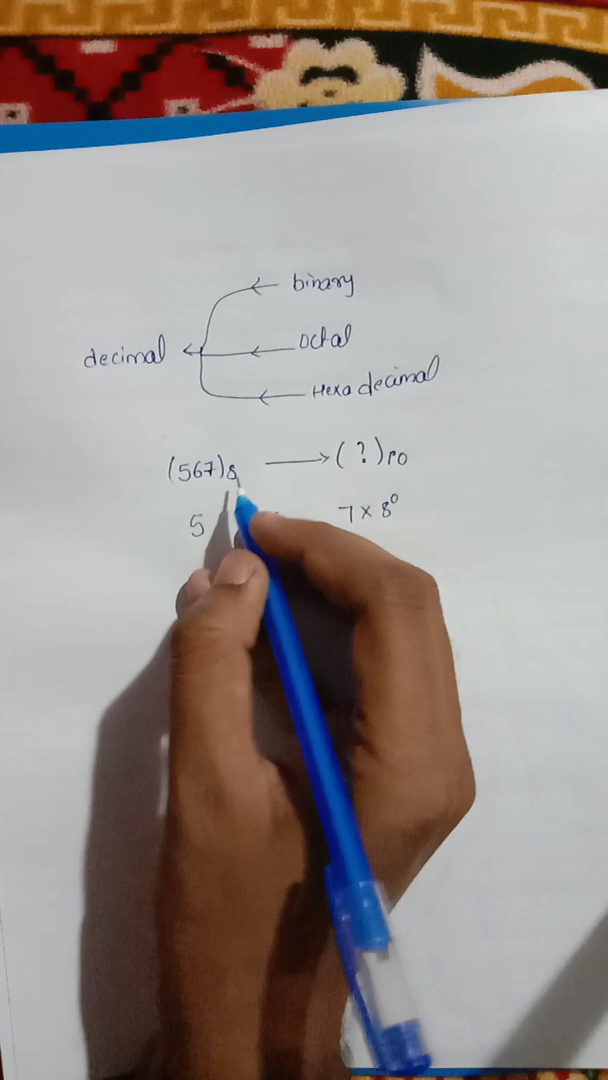 binary
decimal
octal
Hexa decimal
(567)8 → (?)10
5 7 × 8⁰